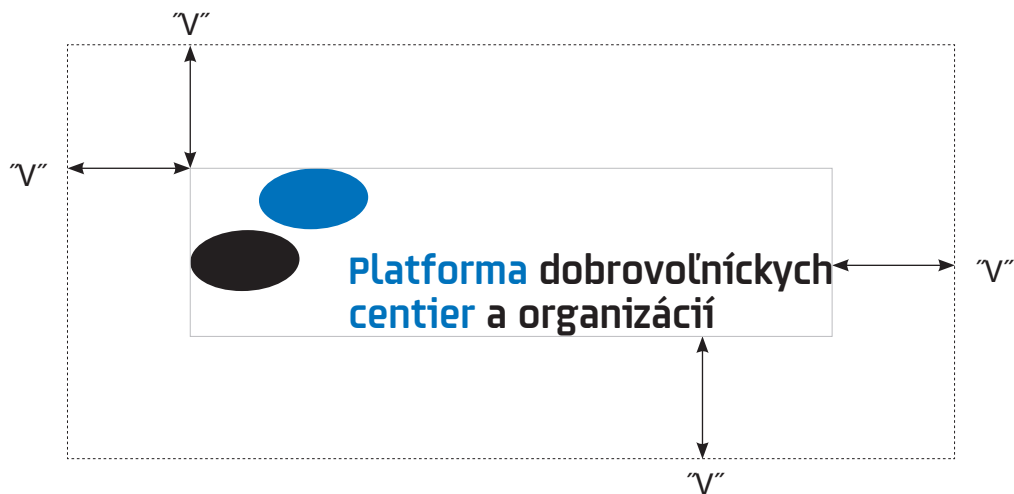 ˝V˝
˝V˝
Platforma dobrovoľníckych
centier a organizácií
˝V˝
˝V˝